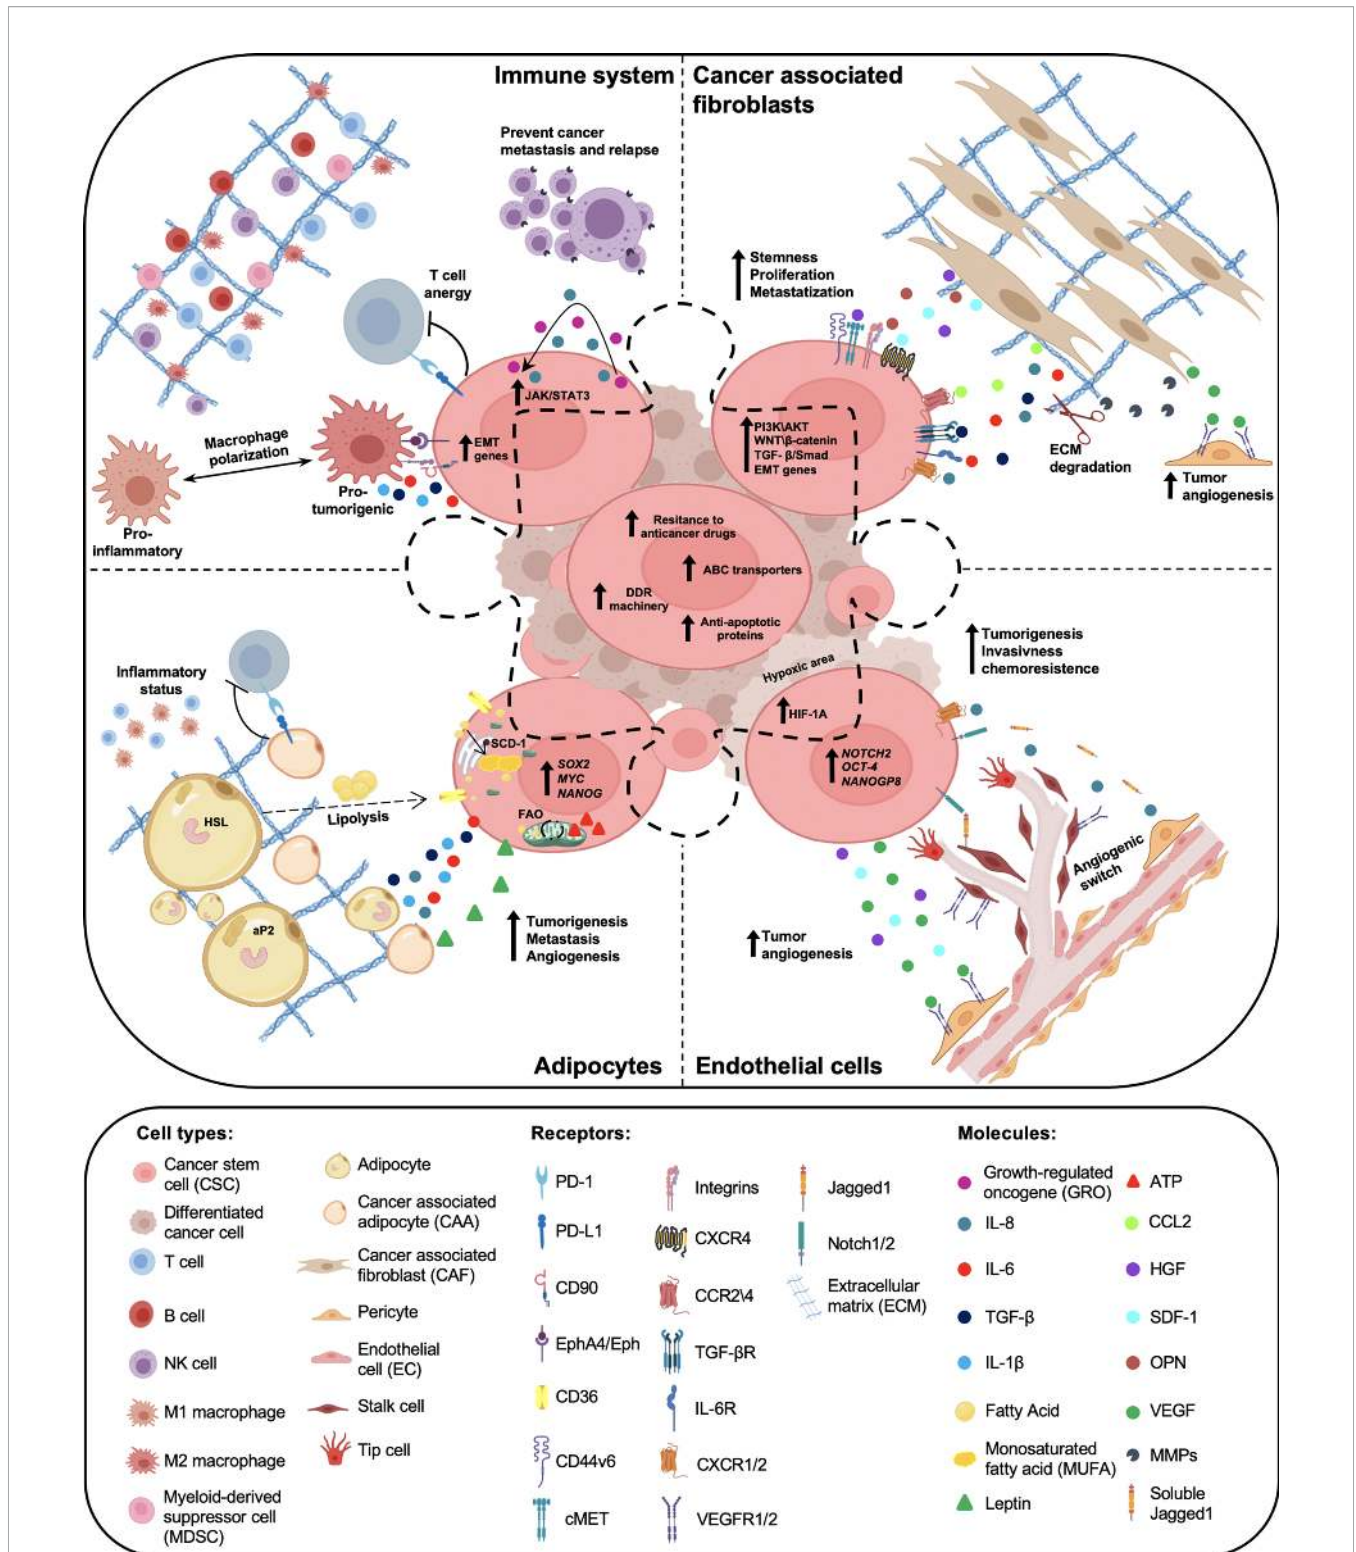 Immune system
Cancer associated
fibroblasts
Prevent cancer
metastasis and relapse
T cell
anergy
Stemness
Proliferation
Metastatization
JAK/STAT3
EMT
genes
Macrophage
polarization
Pro-
tumorigenic
Pro-
inflammatory
PI3K\AKT
WNT\β-catenin
TGF- β/Smad
EMT genes
ECM
degradation
Tumor
angiogenesis
Resitance to
anticancer drugs
ABC transporters
DDR
machinery
Anti-apoptotic
proteins
Inflammatory
status
HSL
aP2
Lipolysis
SCD-1
SOX2
MYC
NANOG
FAO
Tumorigenesis
Metastasis
Angiogenesis
Hypoxic area
HIF-1A
NOTCH2
OCT-4
NANOGP8
Tumorigenesis
Invasivness
chemoresistence
Angiogenic
switch
Tumor
angiogenesis
Adipocytes
Endothelial cells
Cell types:
Cancer stem
cell (CSC)
Differentiated
cancer cell
T cell
B cell
NK cell
M1 macrophage
M2 macrophage
Myeloid-derived
suppressor cell
(MDSC)
Adipocyte
Cancer associated
adipocyte (CAA)
Cancer associated
fibroblast (CAF)
Pericyte
Endothelial
cell (EC)
Stalk cell
Tip cell
Receptors:
PD-1
PD-L1
CD90
EphA4/Eph
CD36
CD44v6
cMET
Integrins
CXCR4
CCR2\4
TGF-βR
IL-6R
CXCR1/2
VEGFR1/2
Jagged1
Notch1/2
Extracellular
matrix (ECM)
Molecules:
Growth-regulated
oncogene (GRO)
IL-8
IL-6
TGF-β
IL-1β
Fatty Acid
Monosaturated
fatty acid (MUFA)
Leptin
ATP
CCL2
HGF
SDF-1
OPN
VEGF
MMPs
Soluble
Jagged1